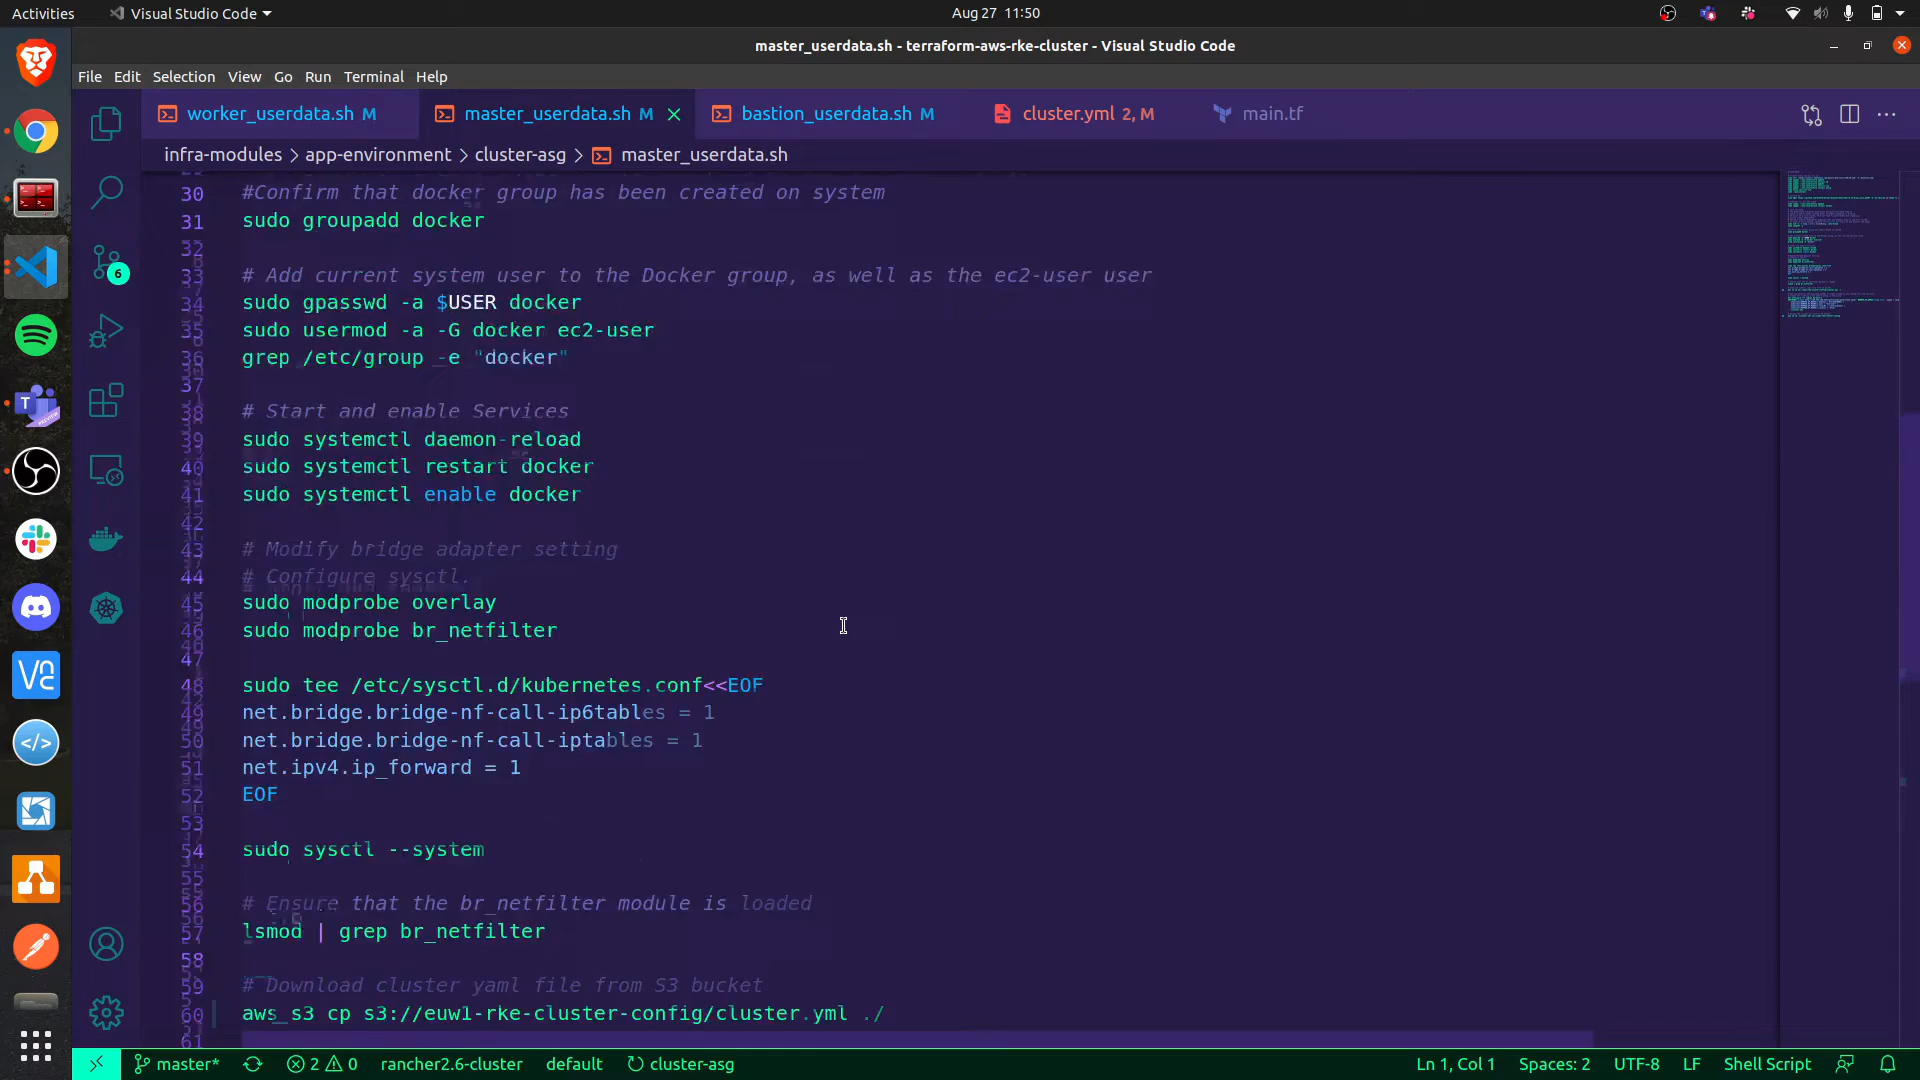 Activities
Visual Studio Code
Aug 27 11:50
master_userdata.sh - terraform-aws-rke-cluster - Visual Studio Code
File Edit Selection View Go Run Terminal Help
worker_userdata.sh M
master_userdata.sh M
bastion_userdata.sh M
cluster.yml 2, M
main.tf
infra-modules > app-environment > cluster-asg > master_userdata.sh
30 #Confirm that docker group has been created on system
31 sudo groupadd docker
32
33 # Add current system user to the Docker group, as well as the ec2-user user
34 sudo gpasswd -a $USER docker
35 sudo usermod -a -G docker ec2-user
36 grep /etc/group -e "docker"
37
38 # Start and enable Services
39 sudo systemctl daemon-reload
40 sudo systemctl restart docker
41 sudo systemctl enable docker
42
43 # Modify bridge adapter setting
44 # Configure sysctl.
45 sudo modprobe overlay
46 sudo modprobe br_netfilter
47
48 sudo tee /etc/sysctl.d/kubernetes.conf<<EOF
49 net.bridge.bridge-nf-call-ip6tables = 1
50 net.bridge.bridge-nf-call-iptables = 1
51 net.ipv4.ip_forward = 1
52 EOF
53
54 sudo sysctl --system
55
56 # Ensure that the br_netfilter module is loaded
57 lsmod | grep br_netfilter
58
59 # Download cluster yaml file from S3 bucket
60 aws s3 cp s3://euw1-rke-cluster-config/cluster.yml ./
61
6
master* 2 0 rancher2.6-cluster default cluster-asg Ln 1, Col 1 Spaces: 2 UTF-8 LF Shell Script